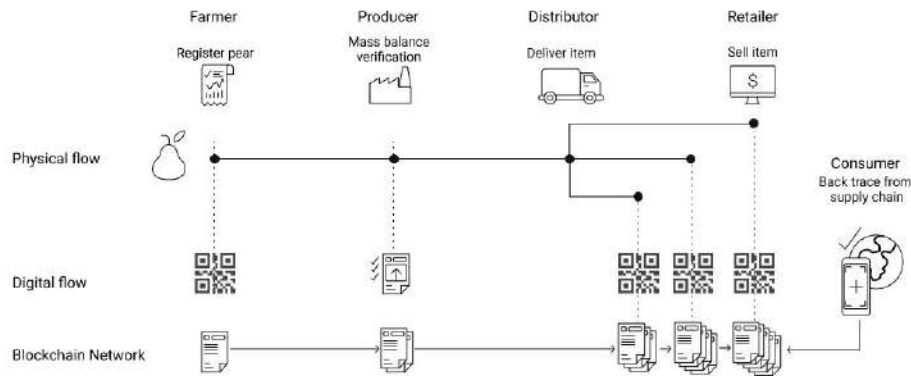 Farmer
Producer
Distributor
Retailer
Register pear
Mass balance
verification
Deliver item
Sell item
$
Physical flow
Consumer
Back trace from
supply chain
Digital flow
Blockchain Network